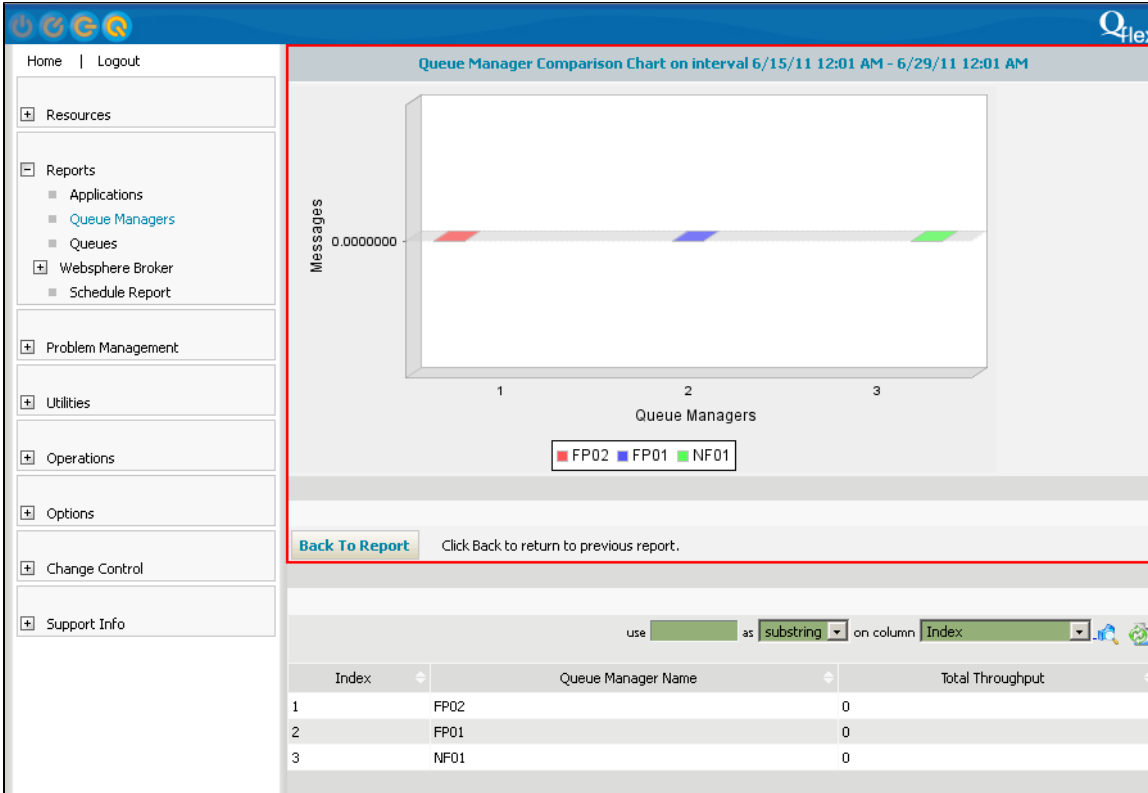 Qflex
Home | Logout
Resources
Reports
Applications
Queue Managers
Queues
Websphere Broker
Schedule Report
Problem Management
Utilities
Operations
Options
Change Control
Support Info
Queue Manager Comparison Chart on interval 6/15/11 12:01 AM - 6/29/11 12:01 AM
Messages
0.0000000
1 2 3
Queue Managers
FP02 FP01 NF01
Back To Report Click Back to return to previous report.
use as substring on column Index
Index Queue Manager Name Total Throughput
1 FP02 0
2 FP01 0
3 NF01 0